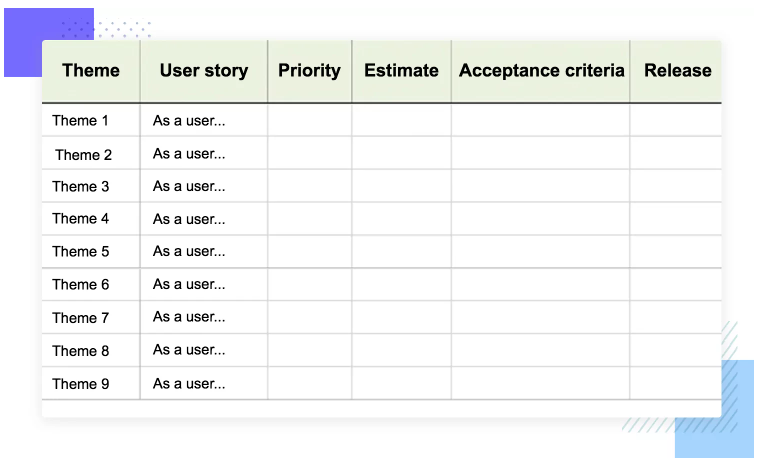 Theme User story Priority Estimate Acceptance criteria Release
Theme 1 As a user...
Theme 2 As a user...
Theme 3 As a user...
Theme 4 As a user...
Theme 5 As a user...
Theme 6 As a user...
Theme 7 As a user...
Theme 8 As a user...
Theme 9 As a user...